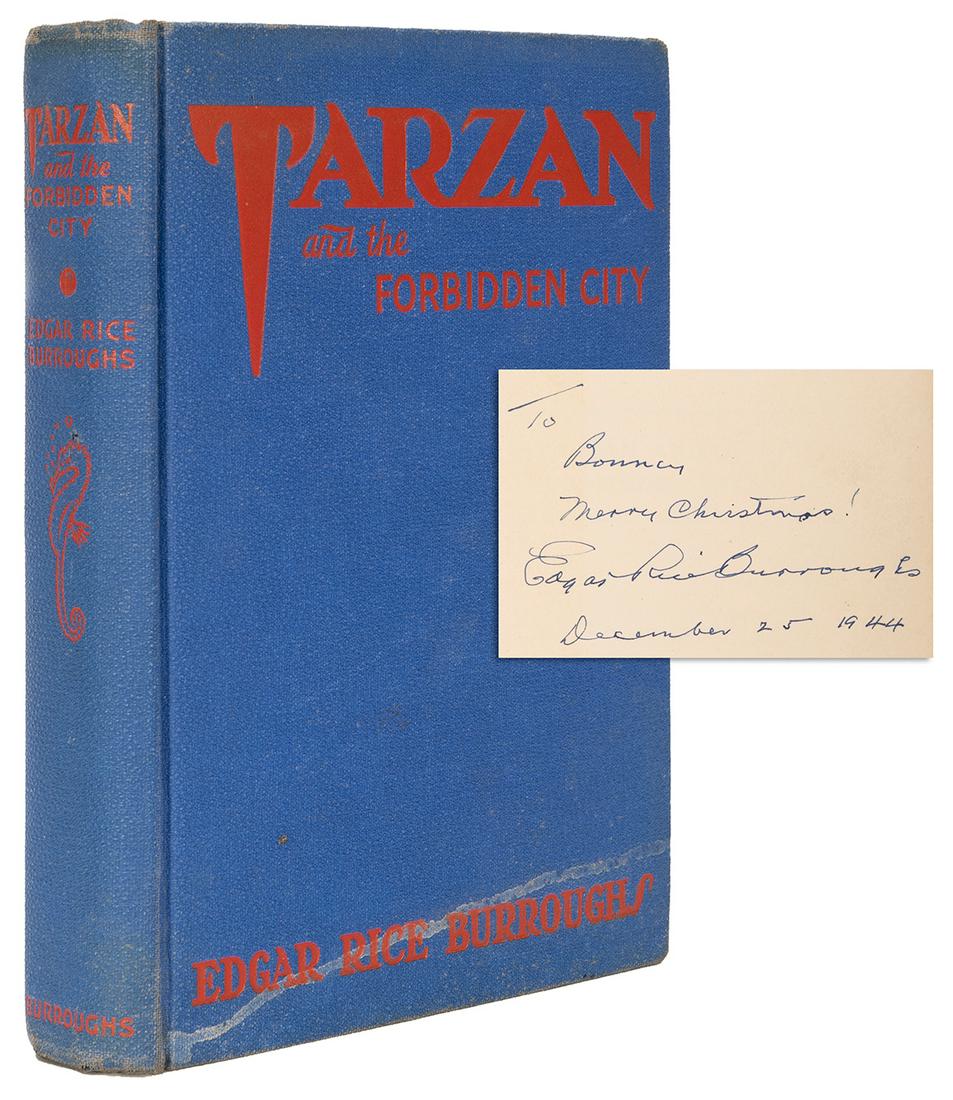 TARZAN
and the
FORBIDDEN
CITY
EDGAR RICE
BURROUGHS
BURROUGHS
TARZAN
and the
FORBIDDEN CITY
EDGAR RICE BURROUGHS
To
Bonney
Merry Christmas!
Edgar Rice Burroughs
December 25 1944